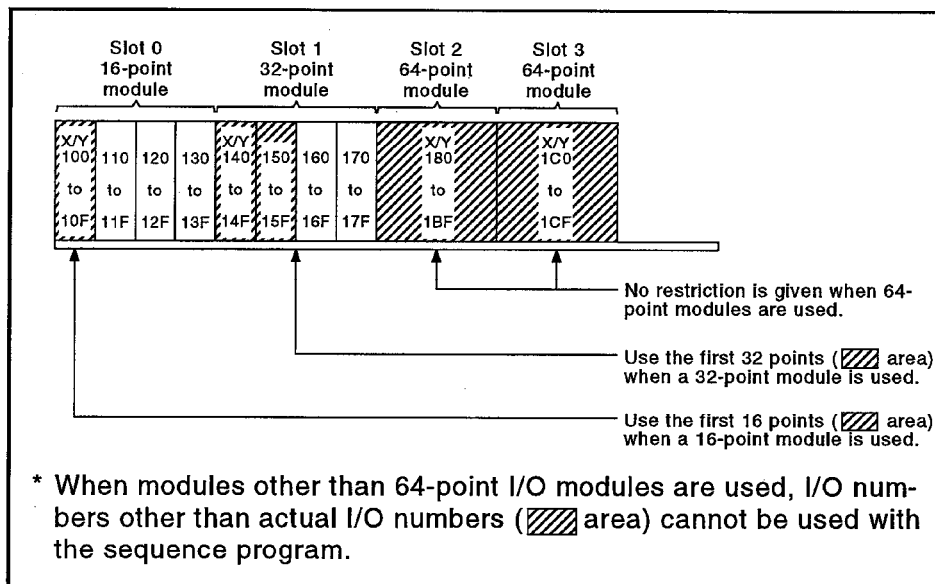 Slot 0 Slot 1 Slot 2 Slot 3
16-point 32-point 64-point 64-point
module module module module
X/Y X/Y X/Y X/Y
100 110 120 130 140 150 160 170 180 1C0
to to to to to to to to to to
10F 11F 12F 13F 14F 15F 16F 17F 1BF 1CF
No restriction is given when 64-
point modules are used.
Use the first 32 points ( area)
when a 32-point module is used.
Use the first 16 points ( area)
when a 16-point module is used.
* When modules other than 64-point I/O modules are used, I/O num-
bers other than actual I/O numbers ( area) cannot be used with
the sequence program.